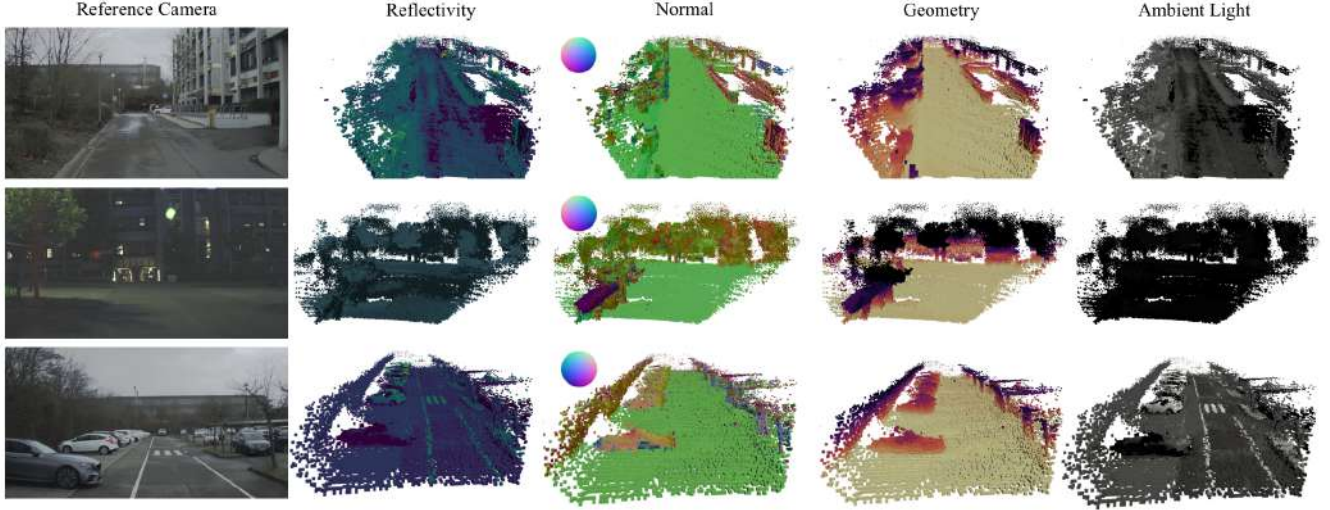 Reference Camera
Reflectivity
Normal
Geometry
Ambient Light